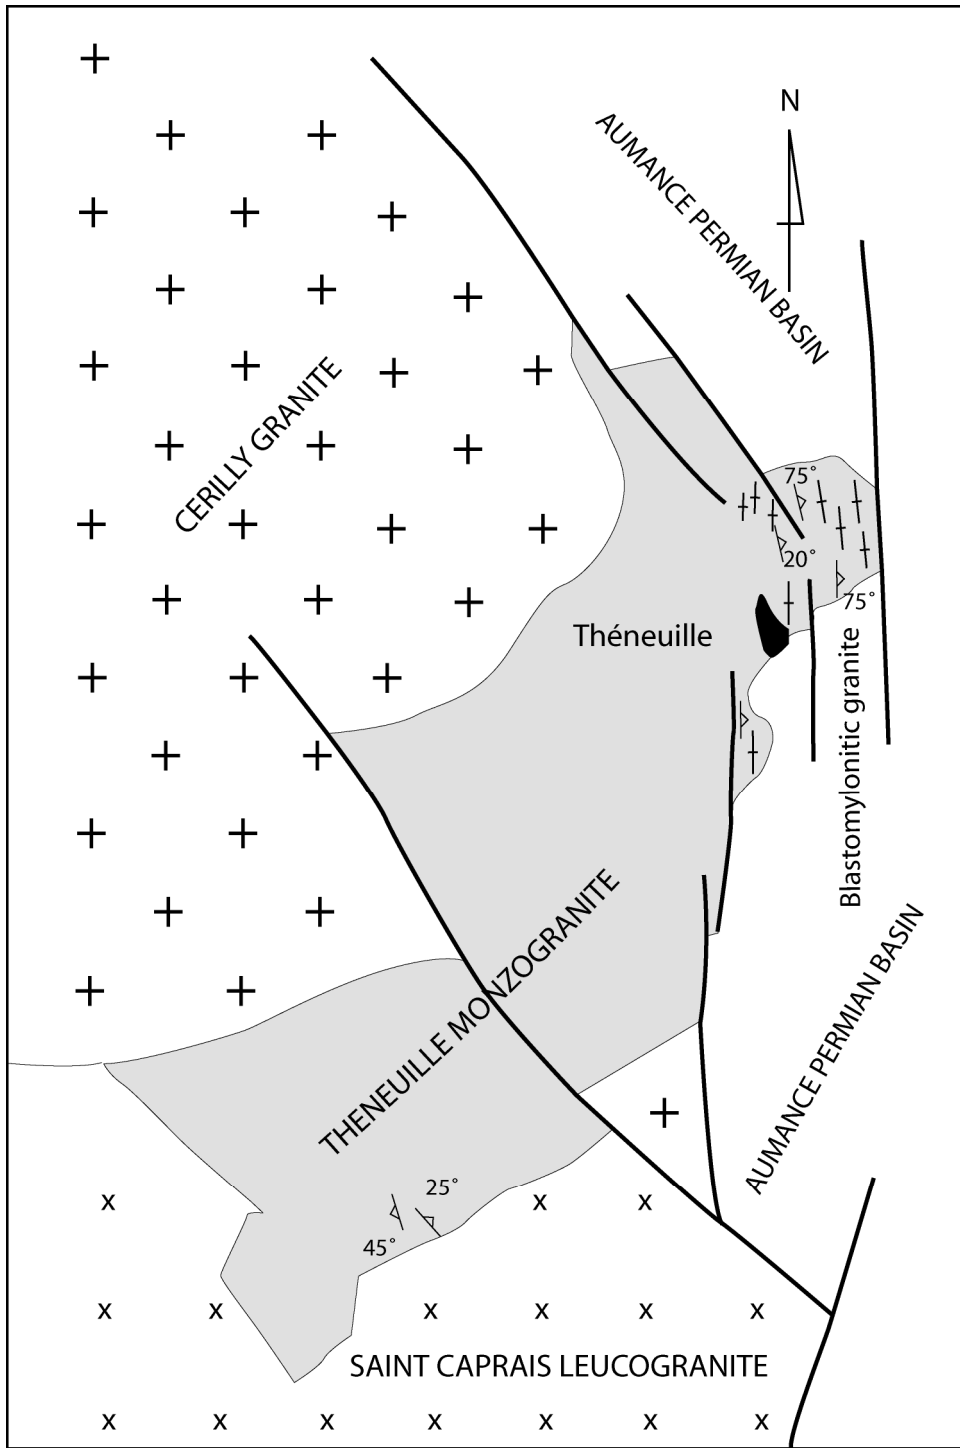 N
AUMANCE PERMIAN BASIN
CERILLY GRANITE
75°
20°
75°
Théneuille
Blastomylonitic granite
THENEUILLE MONZOGRANITE
AUMANCE PERMIAN BASIN
25°
45°
SAINT CAPRAIS LEUCOGRANITE